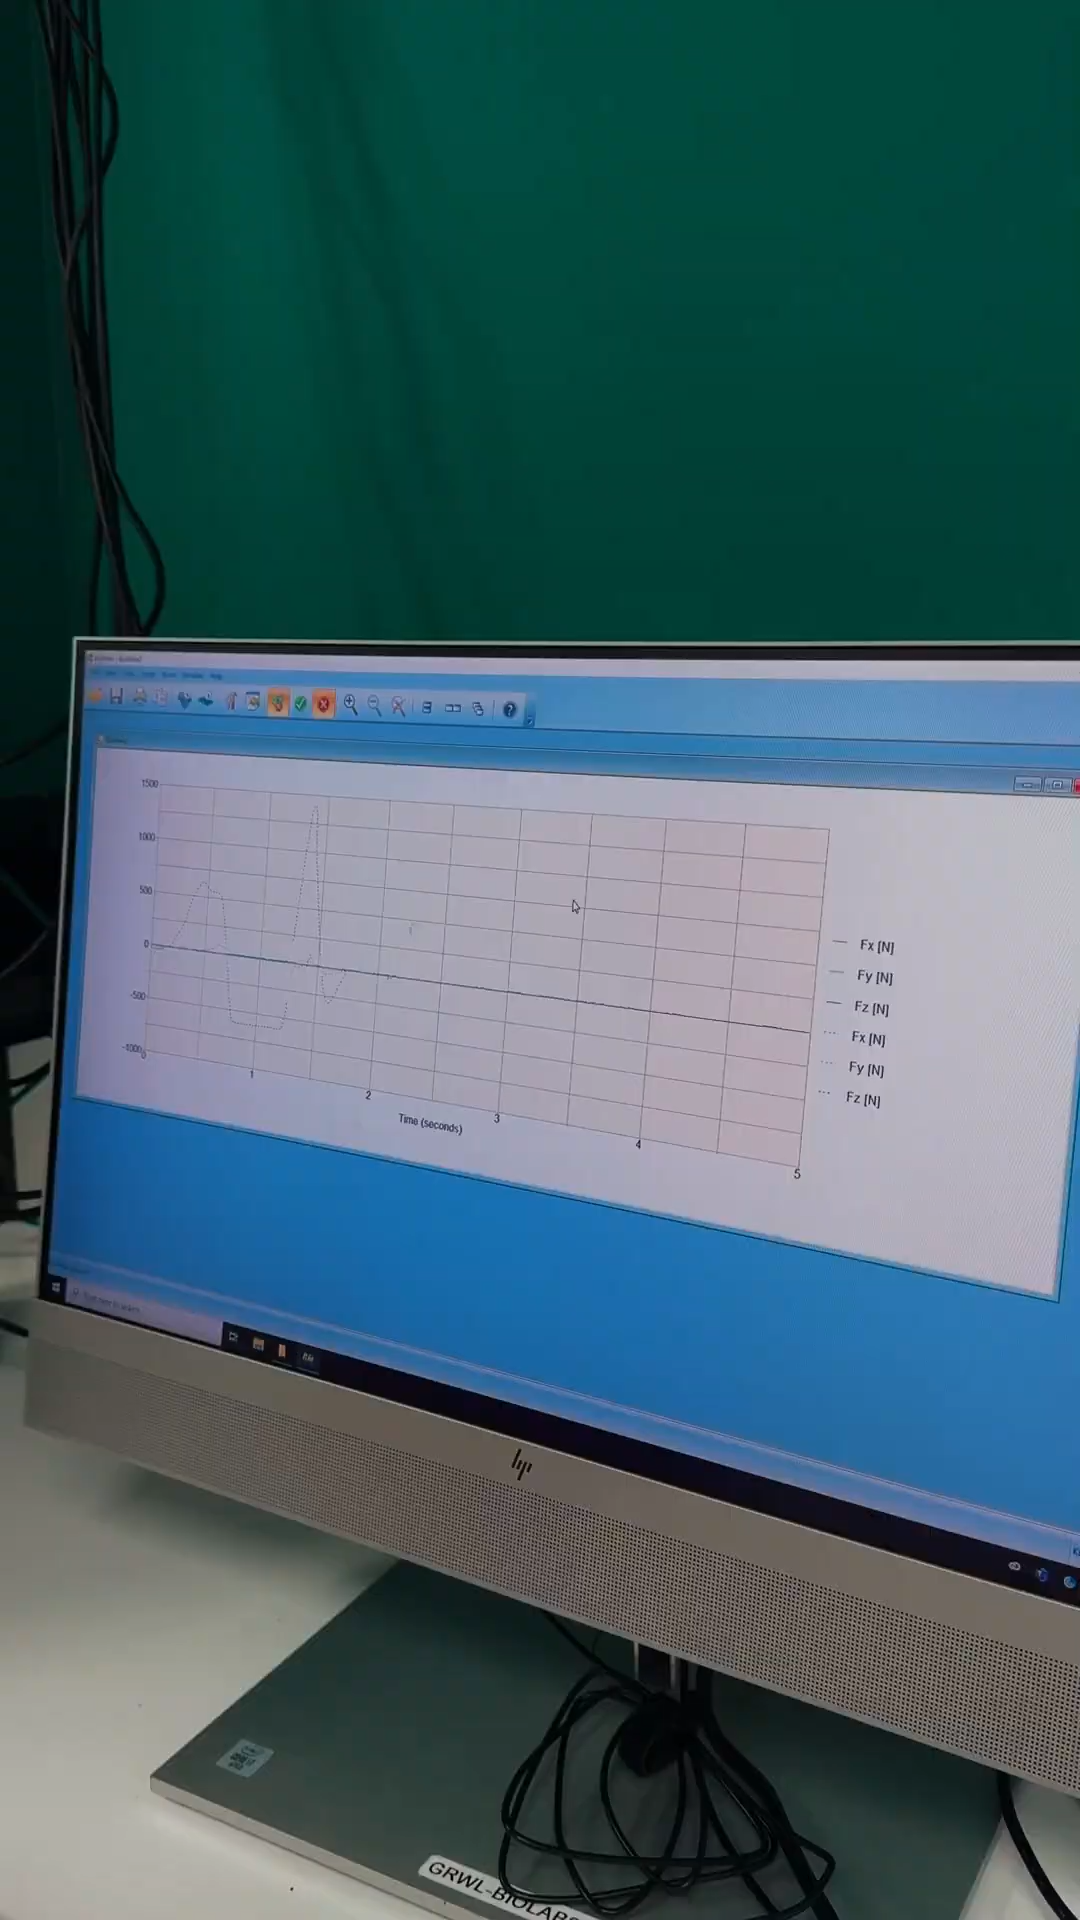 1500
1000
500
0
-500
-1000
0
1
2
3
4
5
Time (seconds)
Fx [N]
Fy [N]
Fz [N]
Fx [N]
Fy [N]
Fz [N]
hp
GRWL-BIOLABS